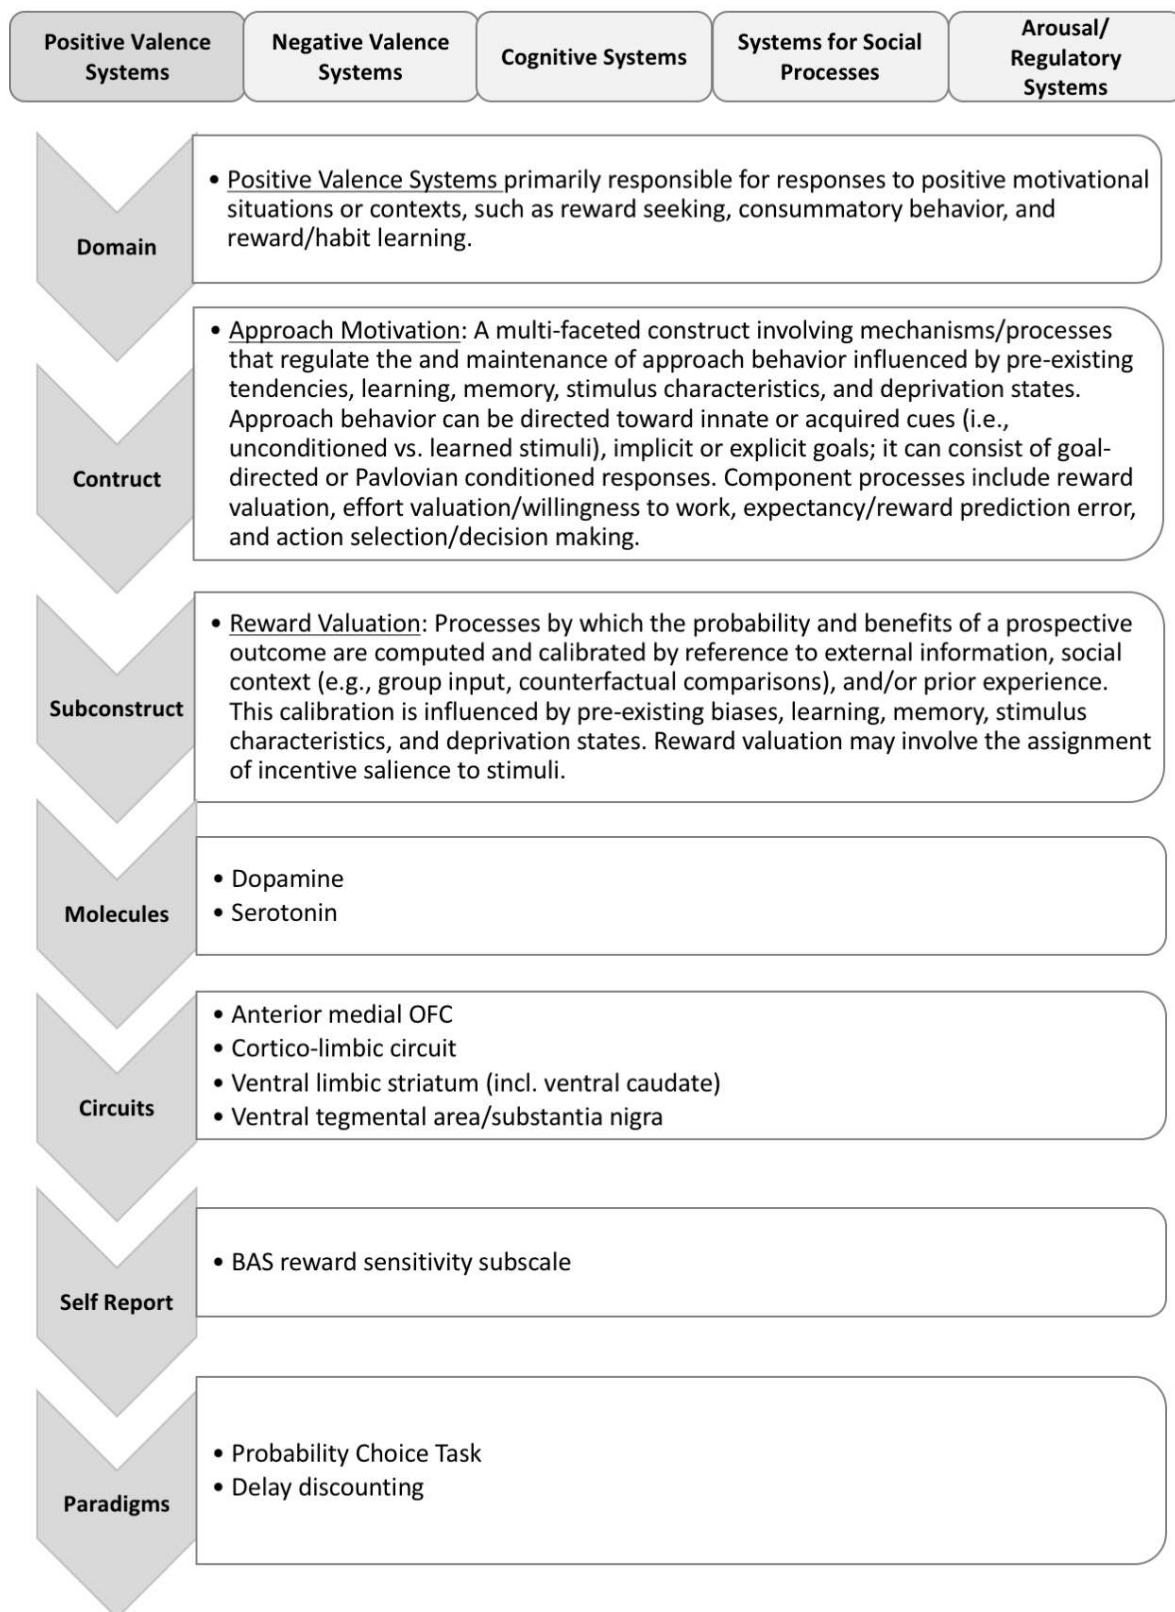 Positive Valence
Systems
Negative Valence
Systems
Cognitive Systems
Systems for Social
Processes
Arousal/
Regulatory
Systems
Domain
• Positive Valence Systems primarily responsible for responses to positive motivational
situations or contexts, such as reward seeking, consummatory behavior, and
reward/habit learning.
Contruct
• Approach Motivation: A multi-faceted construct involving mechanisms/processes
that regulate the and maintenance of approach behavior influenced by pre-existing
tendencies, learning, memory, stimulus characteristics, and deprivation states.
Approach behavior can be directed toward innate or acquired cues (i.e.,
unconditioned vs. learned stimuli), implicit or explicit goals; it can consist of goal-
directed or Pavlovian conditioned responses. Component processes include reward
valuation, effort valuation/willingness to work, expectancy/reward prediction error,
and action selection/decision making.
Subconstruct
• Reward Valuation: Processes by which the probability and benefits of a prospective
outcome are computed and calibrated by reference to external information, social
context (e.g., group input, counterfactual comparisons), and/or prior experience.
This calibration is influenced by pre-existing biases, learning, memory, stimulus
characteristics, and deprivation states. Reward valuation may involve the assignment
of incentive salience to stimuli.
Molecules
• Dopamine
• Serotonin
Circuits
• Anterior medial OFC
• Cortico-limbic circuit
• Ventral limbic striatum (incl. ventral caudate)
• Ventral tegmental area/substantia nigra
Self Report
• BAS reward sensitivity subscale
Paradigms
• Probability Choice Task
• Delay discounting